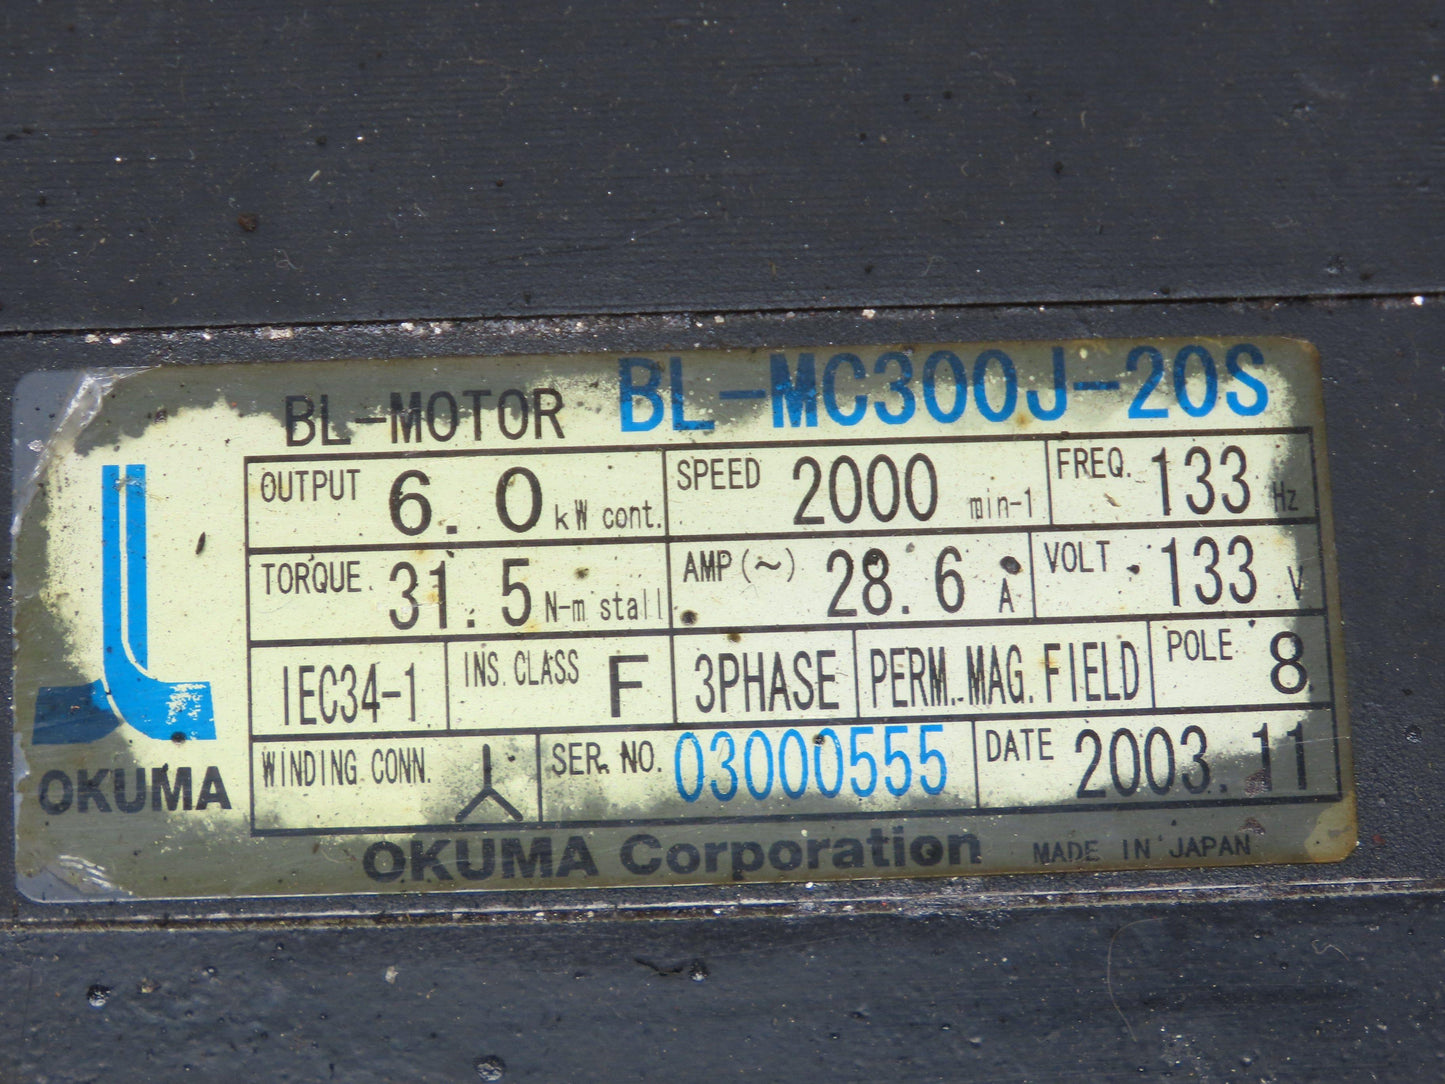 BL-MOTOR BL-MC300J-20S
OUTPUT 6.0 kW cont. SPEED 2000 min-1 FREQ. 133 Hz
TORQUE 31.5 N-m stall AMP(~) 28.6 A VOLT 133 V
IEC34-1 INS. CLASS F 3PHASE PERM. MAG. FIELD POLE 8
WINDING CONN. SER. NO. 03000555 DATE 2003.11
OKUMA
OKUMA Corporation MADE IN JAPAN